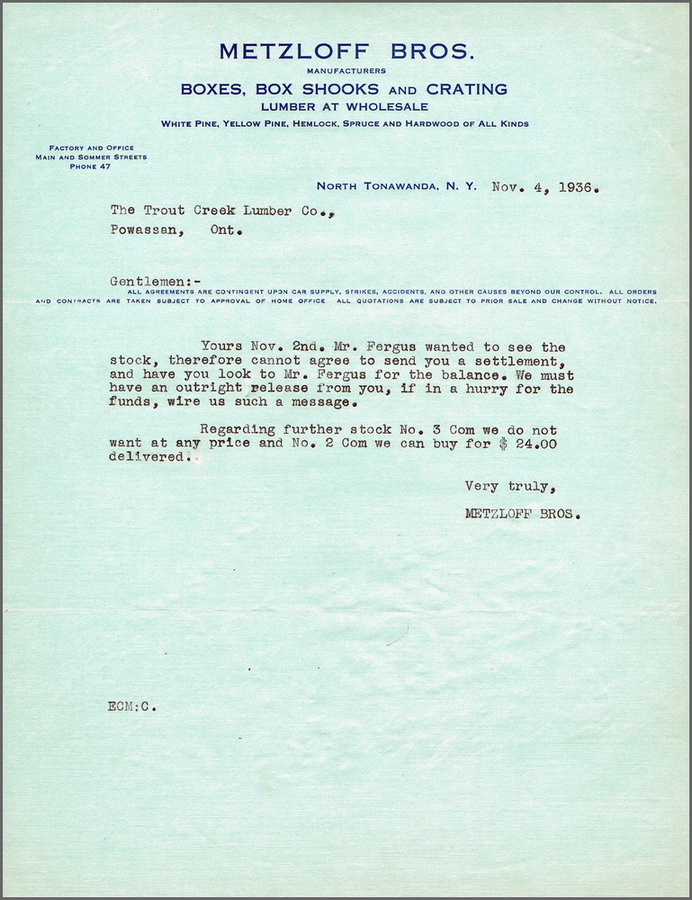 METZLOFF BROS.
MANUFACTURERS
BOXES, BOX SHOOKS AND CRATING
LUMBER AT WHOLESALE
WHITE PINE, YELLOW PINE, HEMLOCK, SPRUCE AND HARDWOOD OF ALL KINDS
FACTORY AND OFFICE
MAIN AND SOMMER STREETS
PHONE 47
NORTH TONAWANDA, N. Y. Nov. 4, 1936.
The Trout Creek Lumber Co.,
Powassan, Ont.
Gentlemen:-
ALL AGREEMENTS ARE CONTINGENT UPON CAR SUPPLY, STRIKES, ACCIDENTS, AND OTHER CAUSES BEYOND OUR CONTROL. ALL ORDERS
AND CONTRACTS ARE TAKEN SUBJECT TO APPROVAL OF HOME OFFICE ALL QUOTATIONS ARE SUBJECT TO PRIOR SALE AND CHANGE WITHOUT NOTICE.
Yours Nov. 2nd. Mr. Fergus wanted to see the
stock, therefore cannot agree to send you a settlement,
and have you look to Mr. Fergus for the balance. We must
have an outright release from you, if in a hurry for the
funds, wire us such a message.
Regarding further stock No. 3 Com we do not
want at any price and No. 2 Com we can buy for $ 24.00
delivered.
Very truly,
METZLOFF BROS.
ECM:C.